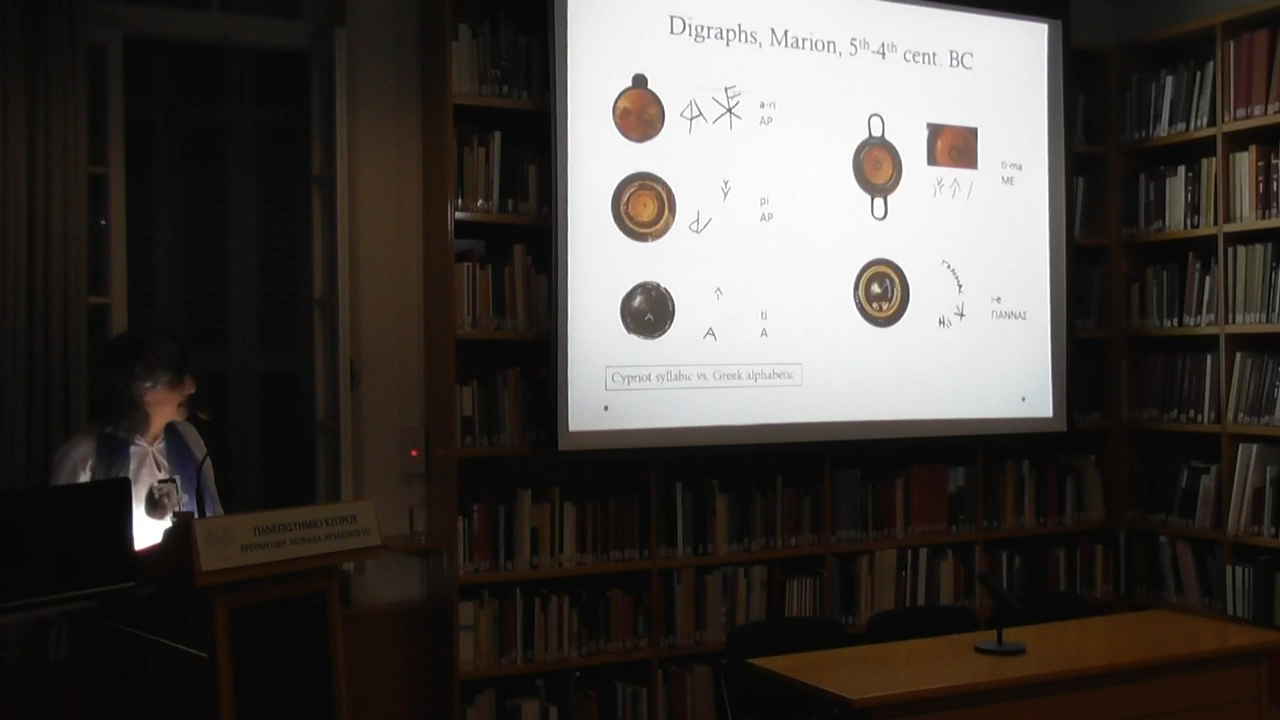 Digraphs, Marion, 5th-4th cent. BC
a-ri
AP
pi
AP
ti
A
ti-ma
ME
i-e
ΓΙΑΝΝΑΣ
Cypriot syllabic vs. Greek alphabetic
ΠΑΝΕΠΙΣΤΗΜΙΟ ΚΥΠΡΟΥ
ΕΡΕΥΝΗΤΙΚΗ ΜΟΝΑΔΑ ΑΡΧΑΙΟΛΟΓΙΑΣ